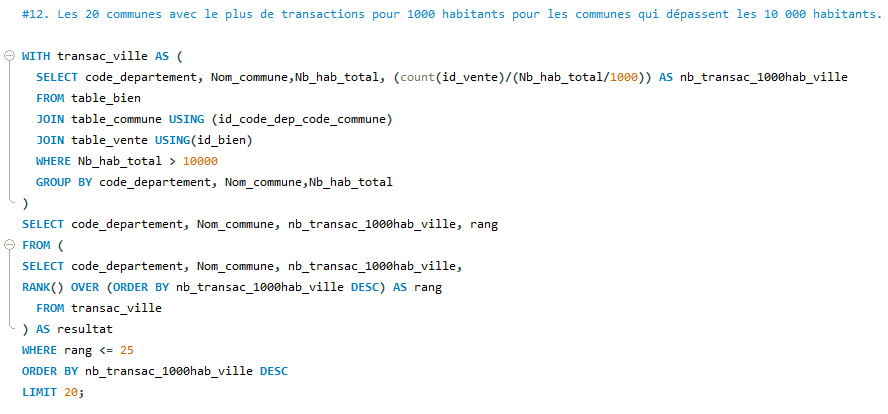 #12. Les 20 communes avec le plus de transactions pour 1000 habitants pour les communes qui dépassent les 10 000 habitants.
WITH transac_ville AS (
SELECT code_departement, Nom_commune,Nb_hab_total, (count(id_vente)/(Nb_hab_total/1000)) AS nb_transac_1000hab_ville
FROM table_bien
JOIN table_commune USING (id_code_dep_code_commune)
JOIN table_vente USING(id_bien)
WHERE Nb_hab_total > 10000
GROUP BY code_departement, Nom_commune,Nb_hab_total
)
SELECT code_departement, Nom_commune, nb_transac_1000hab_ville, rang
FROM (
SELECT code_departement, Nom_commune, nb_transac_1000hab_ville,
RANK() OVER (ORDER BY nb_transac_1000hab_ville DESC) AS rang
FROM transac_ville
) AS resultat
WHERE rang <= 25
ORDER BY nb_transac_1000hab_ville DESC
LIMIT 20;